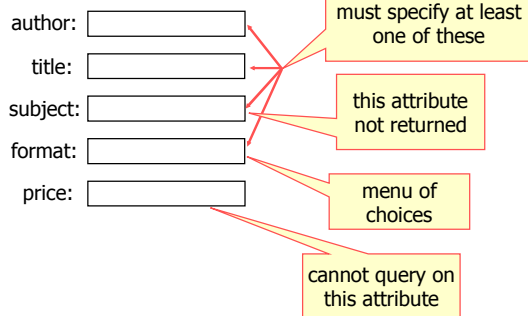 must specify at least
one of these
author:
title:
subject:
this attribute
not returned
format:
menu of
choices
price:
cannot query on
this attribute